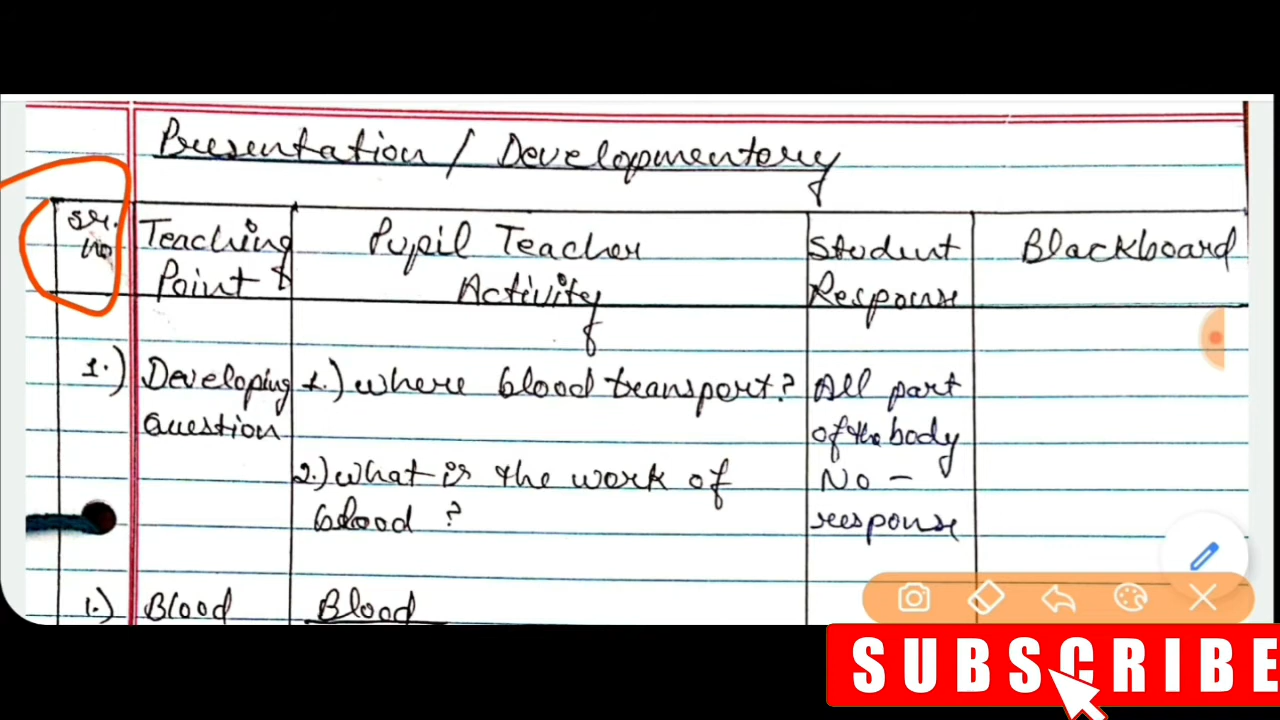 Presentation / Developmentory
Sr. no.
Teaching Point
Pupil Teacher Activity
Student Response
Blackboard
1.) Developing Question
1.) where blood transport?
All part of the body
2.) what is the work of blood ?
No - response
1.) Blood
Blood
SUBSCRIBE